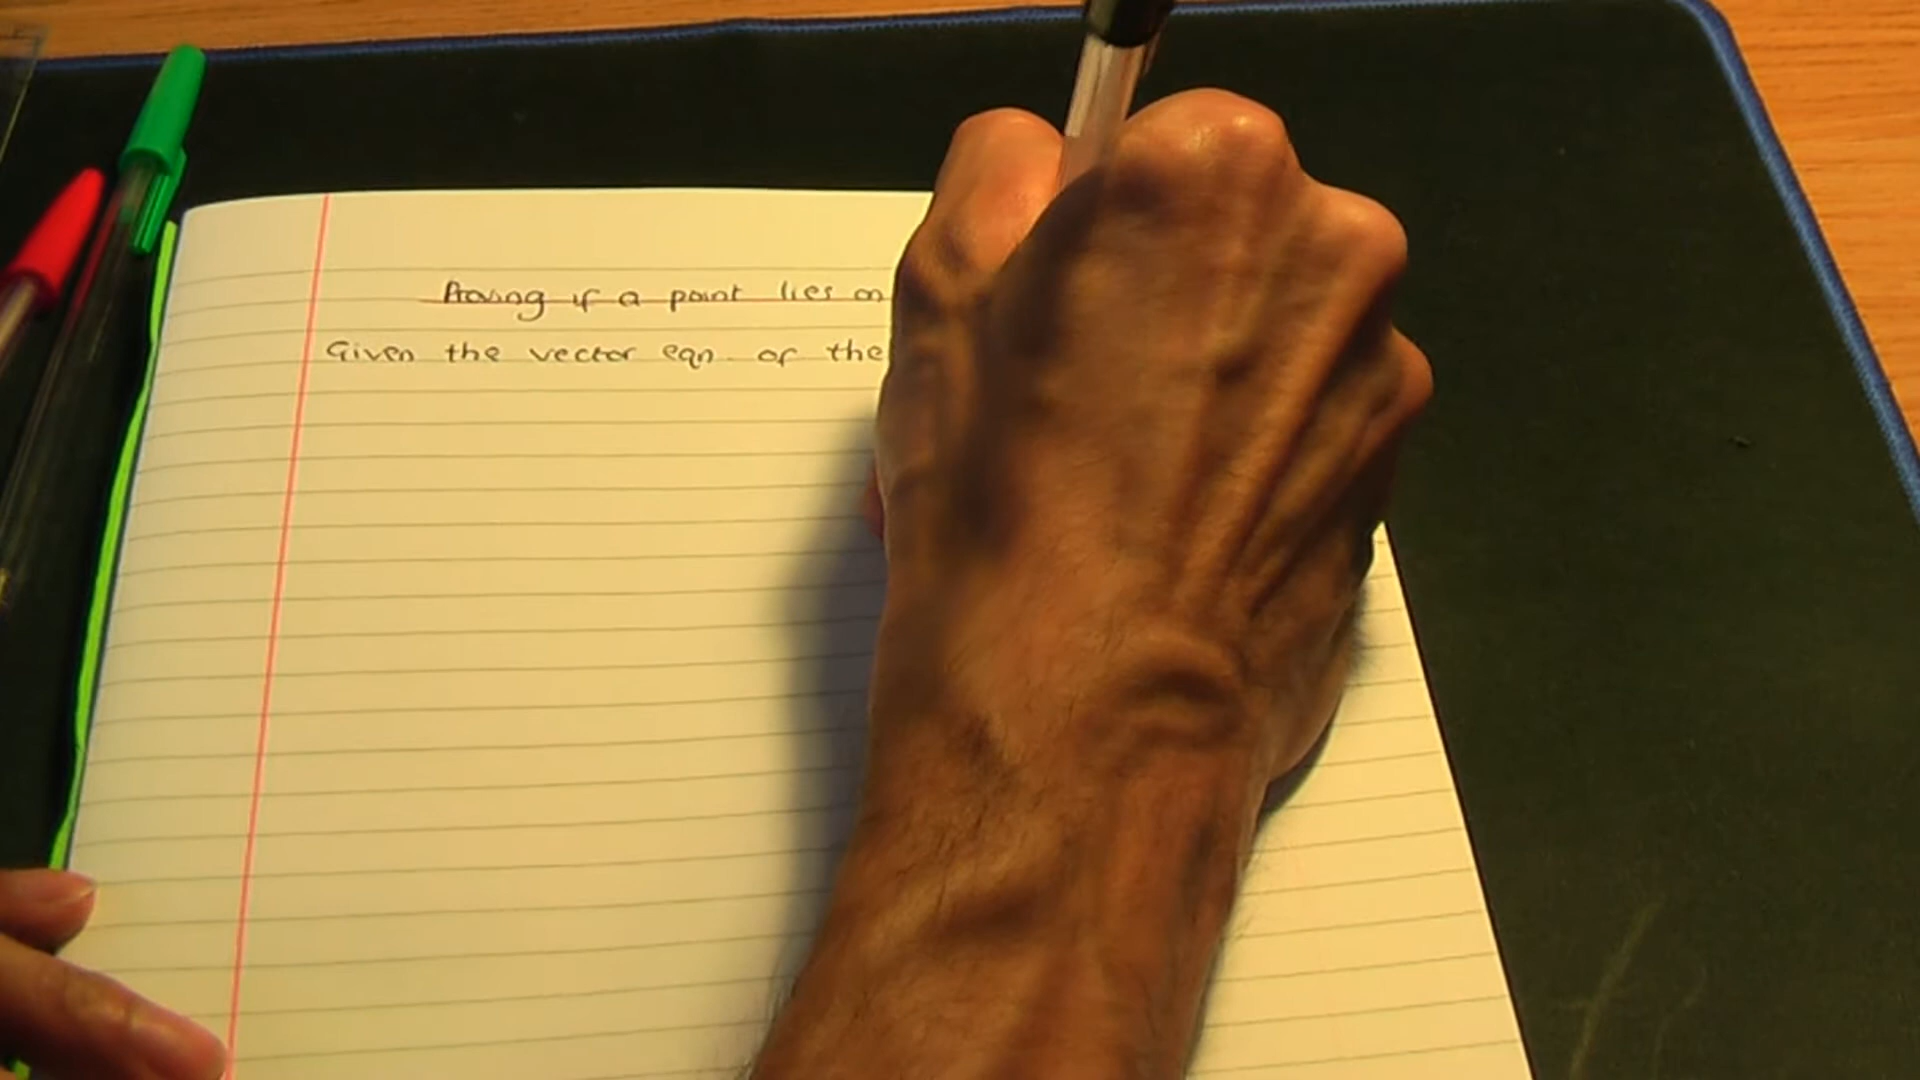 Proving if a point lies on
Given the vector eqn. of the